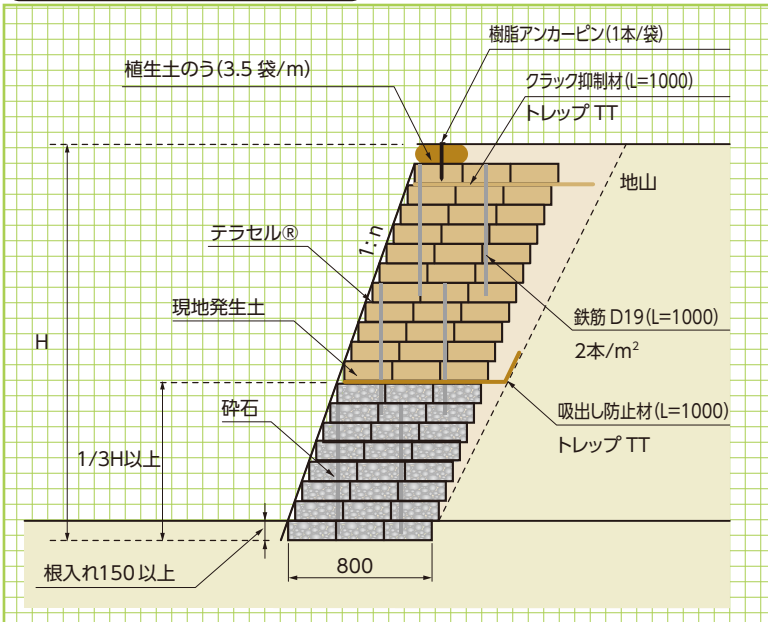 樹脂アンカーピン(1本/袋)
植生土のう(3.5 袋/m)
クラック抑制材(L=1000)
トレップ TT
地山
1:n
テラセル®
現地発生土
鉄筋 D19(L=1000)
2本/m²
H
砕石
吸出し防止材(L=1000)
トレップ TT
1/3H以上
800
根入れ150 以上